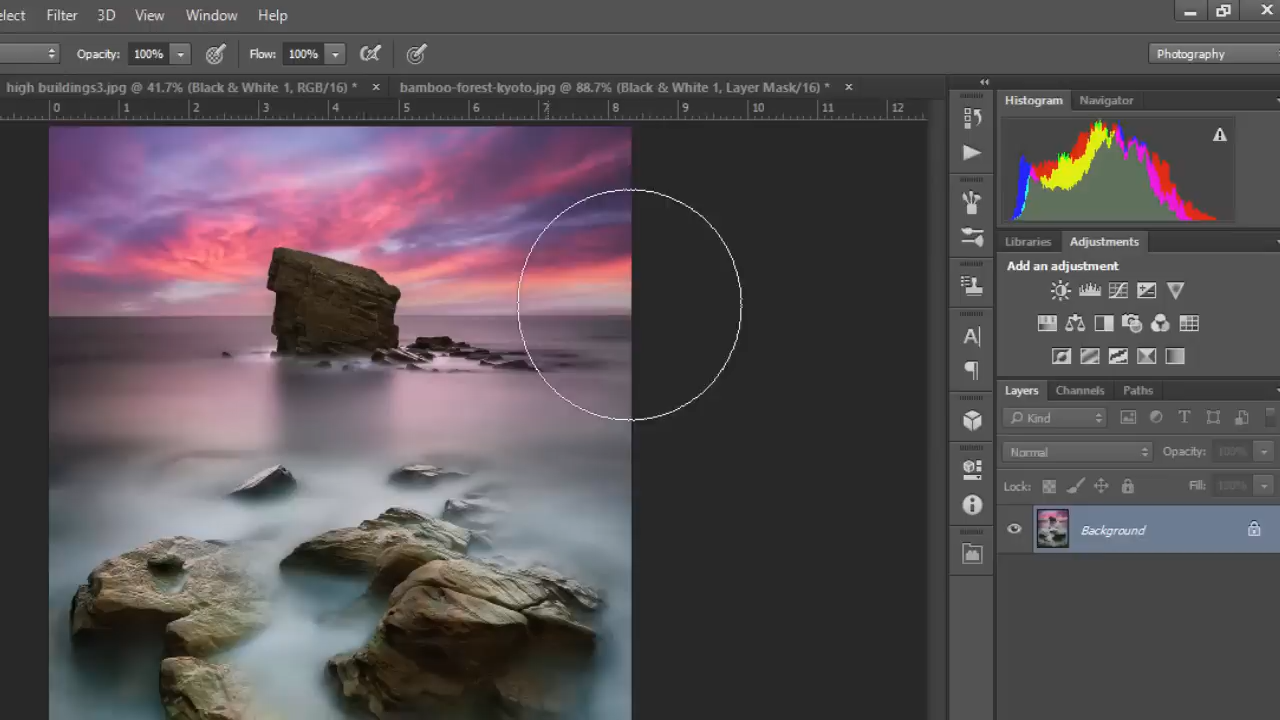 elect Filter 3D View Window Help
Opacity: 100% Flow: 100% Photography
high buildings3.jpg @ 41.7% (Black & White 1, RGB/16) * × bamboo-forest-kyoto.jpg @ 88.7% (Black & White 1, Layer Mask/16) * ×
0 1 2 3 4 5 6 7 8 9 10 11 12
Histogram Navigator
Libraries Adjustments
Add an adjustment
Layers Channels Paths
Kind
Normal Opacity: 100%
Lock: Fill: 100%
Background